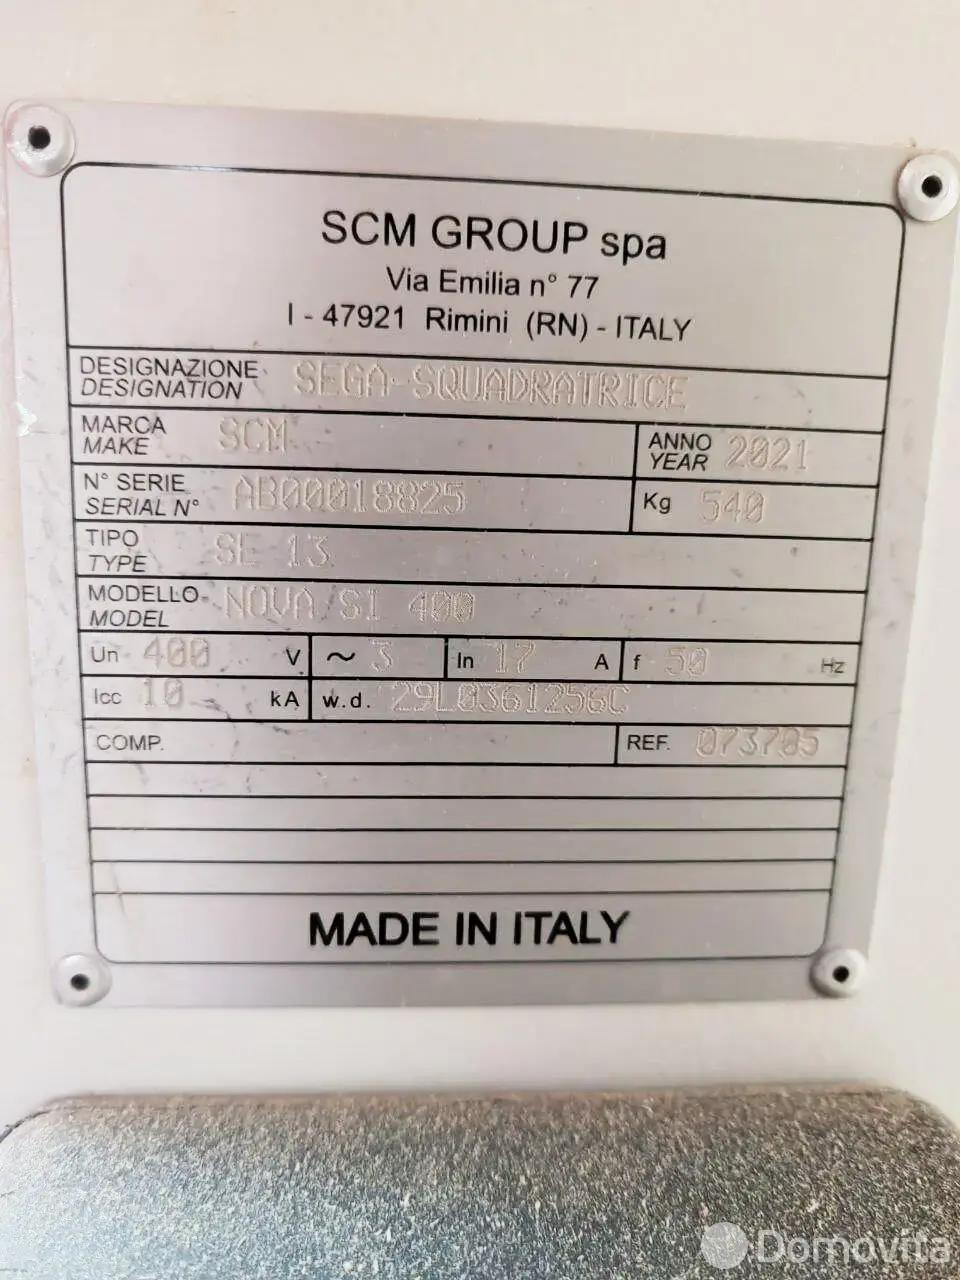 SCM GROUP spa
Via Emilia n° 77
I - 47921 Rimini (RN) - ITALY
DESIGNAZIONE SEGA-SQUADRATRICE
DESIGNATION
MARCA SCM ANNO 2021
MAKE YEAR
N° SERIE AB00018825 Kg 540
SERIAL N°
TIPO SE 13
TYPE
MODELLO NOVA SI 400
MODEL
Un 400 V ~ 3 In 17 A f 50 Hz
Icc 10 kA w.d. 29L0361256C
COMP. REF. 073705
MADE IN ITALY
Domovita